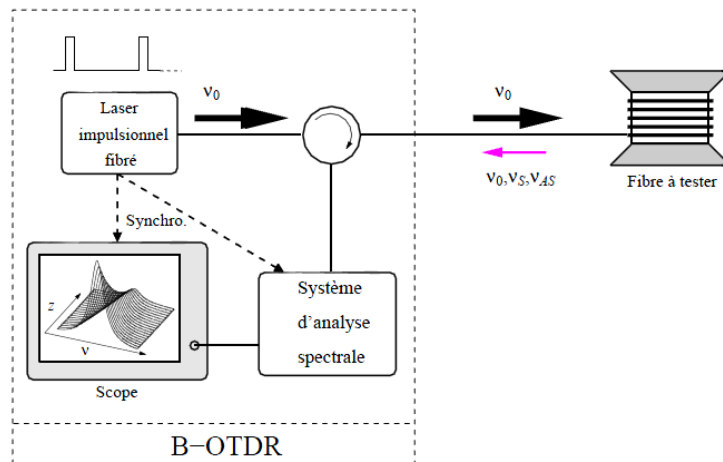 Laser
impulsionnel
fibré
ν0
ν0
ν0,νS,νAS
Fibre à tester
Synchro.
Système
d'analyse
spectrale
z
ν
Scope
B−OTDR